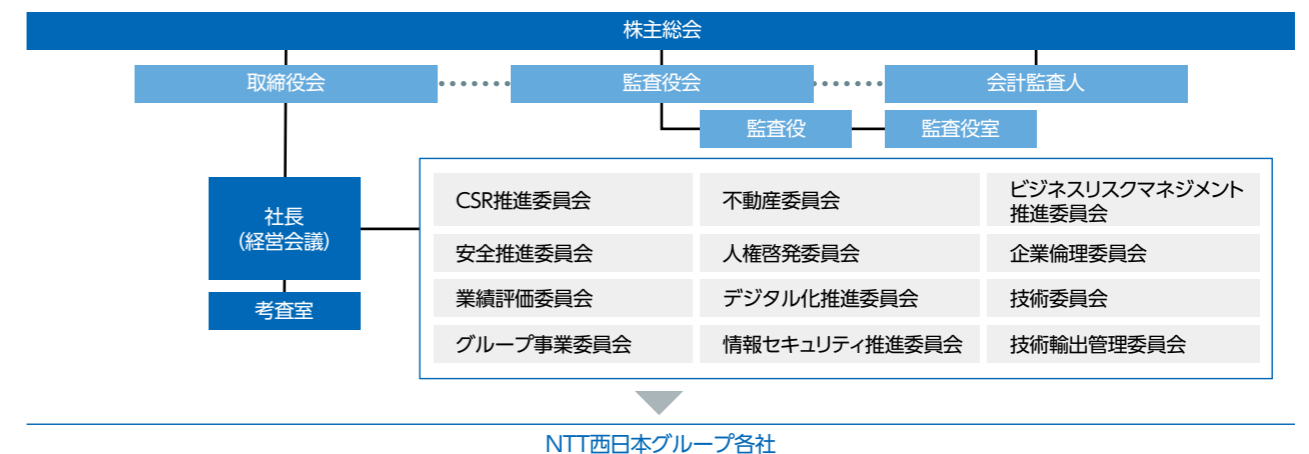 株主総会
取締役会
監査役会
会計監査人
監査役
監査役室
社長
(経営会議)
考査室
CSR推進委員会
不動産委員会
ビジネスリスクマネジメント
推進委員会
安全推進委員会
人権啓発委員会
企業倫理委員会
業績評価委員会
デジタル化推進委員会
技術委員会
グループ事業委員会
情報セキュリティ推進委員会
技術輸出管理委員会
NTT西日本グループ各社